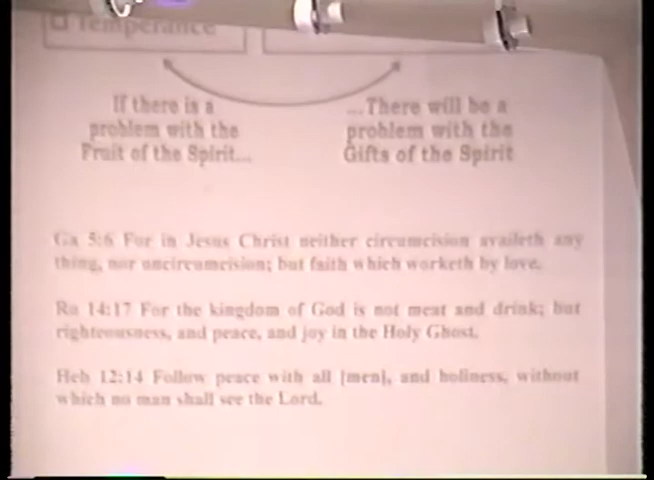 Temperance
If there is a
problem with the
Fruit of the Spirit...
...There will be a
problem with the
Gifts of the Spirit
Ga 5:6 For in Jesus Christ neither circumcision availeth any
thing, nor uncircumcision; but faith which worketh by love.
Ro 14:17 For the kingdom of God is not meat and drink; but
righteousness, and peace, and joy in the Holy Ghost.
Heb 12:14 Follow peace with all [men], and holiness, without
which no man shall see the Lord.